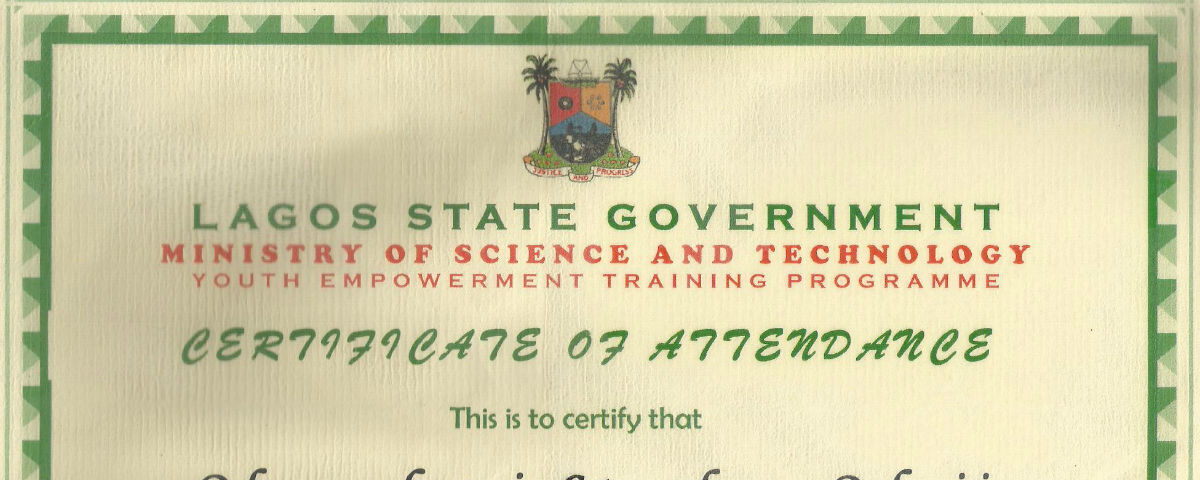 JUSTICE AND PROGRESS
LAGOS STATE GOVERNMENT
MINISTRY OF SCIENCE AND TECHNOLOGY
YOUTH EMPOWERMENT TRAINING PROGRAMME
CERTIFICATE OF ATTENDANCE
This is to certify that